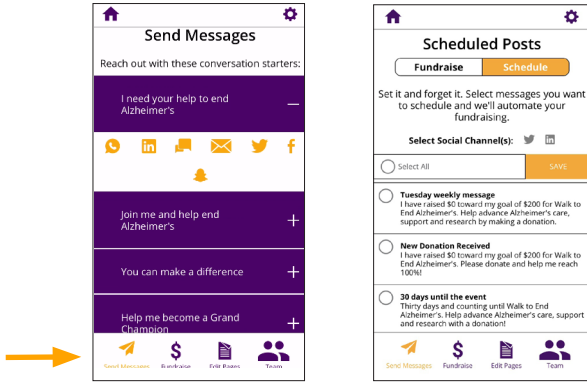 Send Messages
Reach out with these conversation starters:
I need your help to end
Alzheimer's
Join me and help end
Alzheimer's
You can make a difference
Help me become a Grand
Champion
Send Messages
Fundraise
Edit Pages
Team
Scheduled Posts
Fundraise
Schedule
Set it and forget it. Select messages you want
to schedule and we'll automate your
fundraising.
Select Social Channel(s):
Select All
SAVE
Tuesday weekly message
I have raised $0 toward my goal of $200 for Walk to
End Alzheimer's. Help advance Alzheimer's care,
support and research by making a donation.
New Donation Received
I have raised $0 toward my goal of $200 for Walk to
End Alzheimer's. Please donate and help me reach
100%!
30 days until the event
Thirty days and counting until Walk to End
Alzheimer's. Help advance Alzheimer's care, support
and research with a donation!
Send Messages
Fundraise
Edit Pages
Team